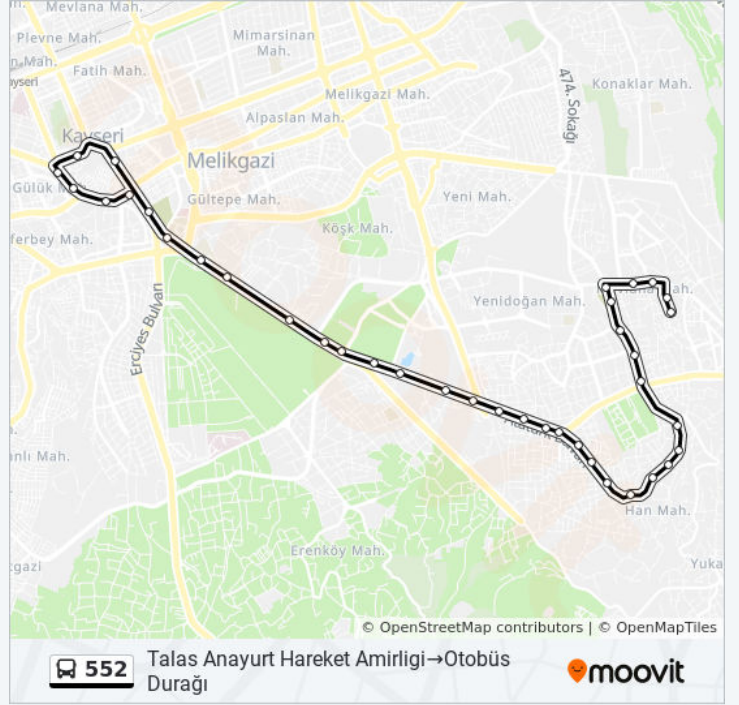 Mevlana Mah.
Plevne Mah.
Mimarsinan
Mah.
Fatih Mah.
Konaklar Mah.
Melikgazi Mah.
474. Sokağı
Alpaslan Mah.
Kayseri
Melikgazi
Gülük
Gültepe Mah.
Yeni Mah.
Köşk Mah.
Yenidoğan Mah.
Erciyes Bulvarı
Han Mah.
Erenköy Mah.
© OpenStreetMap contributors | © OpenMapTiles
552
Talas Anayurt Hareket Amirligi→Otobüs
Durağı
moovit